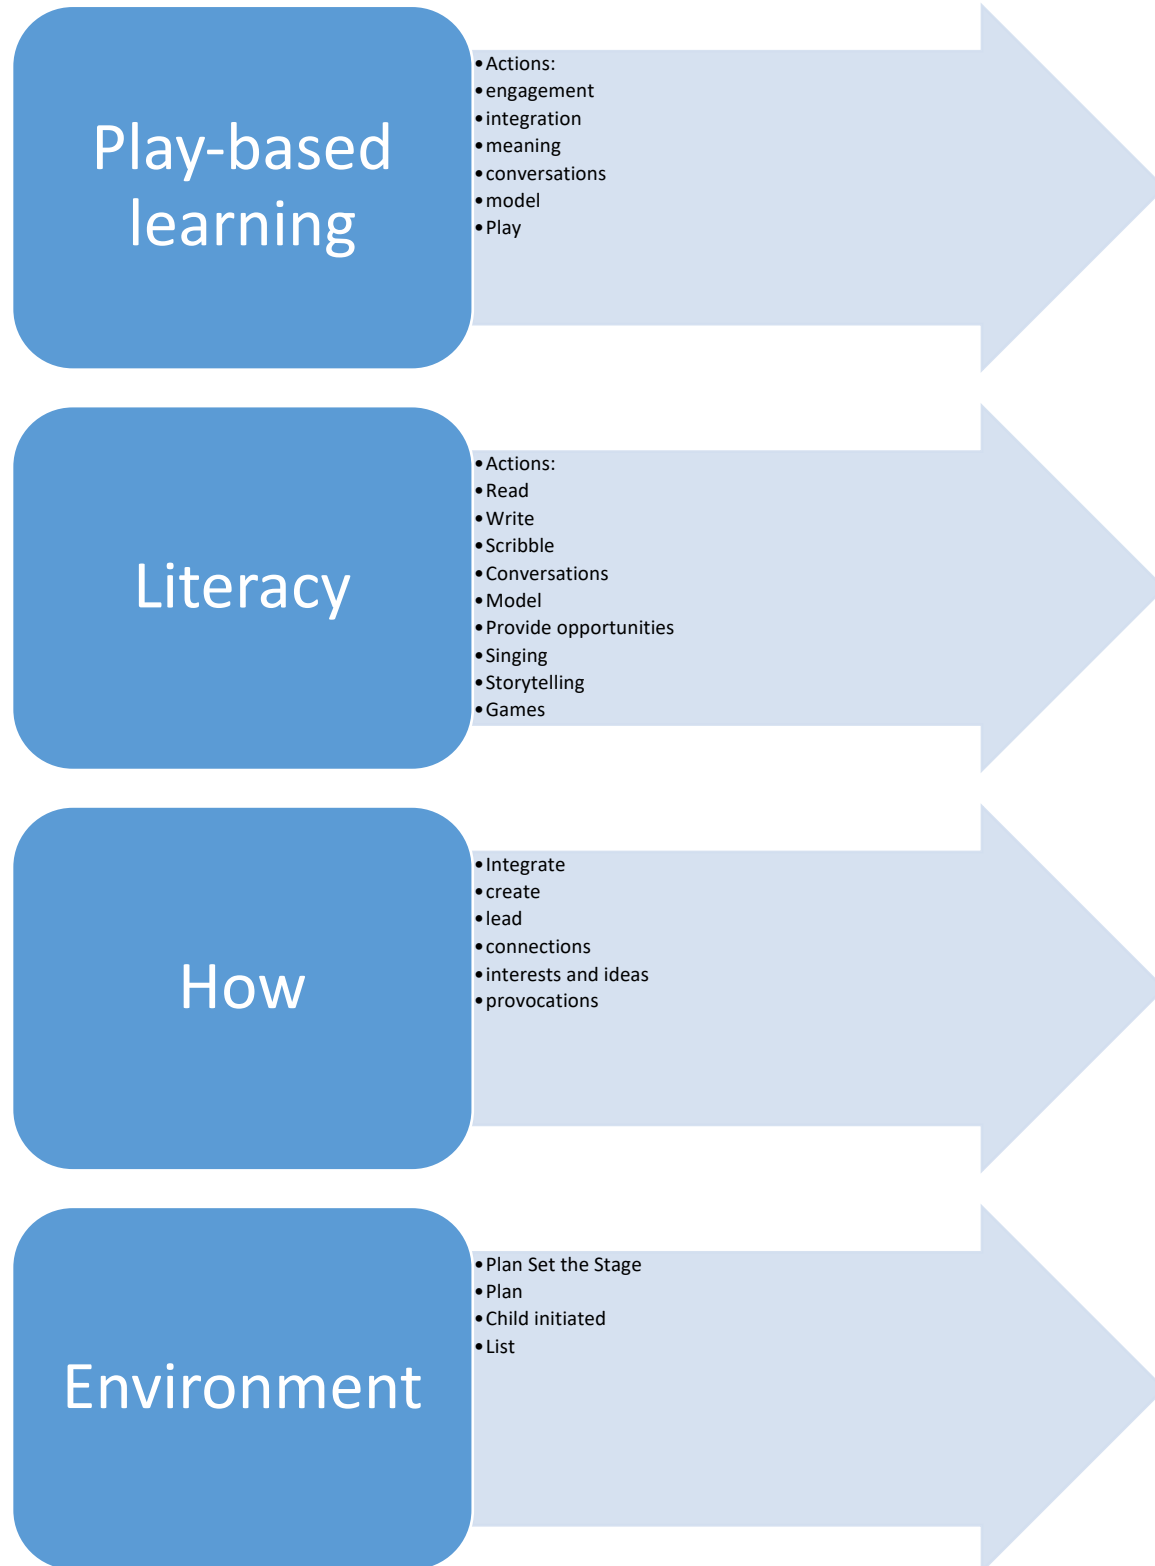 Play-based
learning
•Actions:
•engagement
•integration
•meaning
•conversations
•model
•Play
Literacy
•Actions:
•Read
•Write
•Scribble
•Conversations
•Model
•Provide opportunities
•Singing
•Storytelling
•Games
How
•Integrate
•create
•lead
•connections
•interests and ideas
•provocations
Environment
•Plan Set the Stage
•Plan
•Child initiated
•List